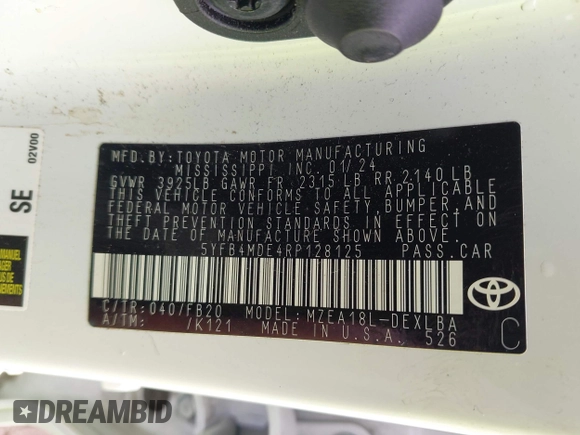 MFD.BY:TOYOTA MOTOR MANUFACTURING
MISSISSIPPI, INC. 01/24
GVWR 3925LB GAWR FR 2315LB RR 2140LB
THIS VEHICLE CONFORMS TO ALL APPLICABLE
FEDERAL MOTOR VEHICLE SAFETY, BUMPER, AND
THEFT PREVENTION STANDARDS IN EFFECT ON
THE DATE OF MANUFACTURE SHOWN ABOVE.
5YFB4MDE4RP128125 PASS.CAR
C/TR:040/FB20 MODEL:MZEA18L-DEXLBA
A/TM: /K121 MADE IN U.S.A. 526
TOYOTA
C
SE
02V00
MANUEL
DREAMBID